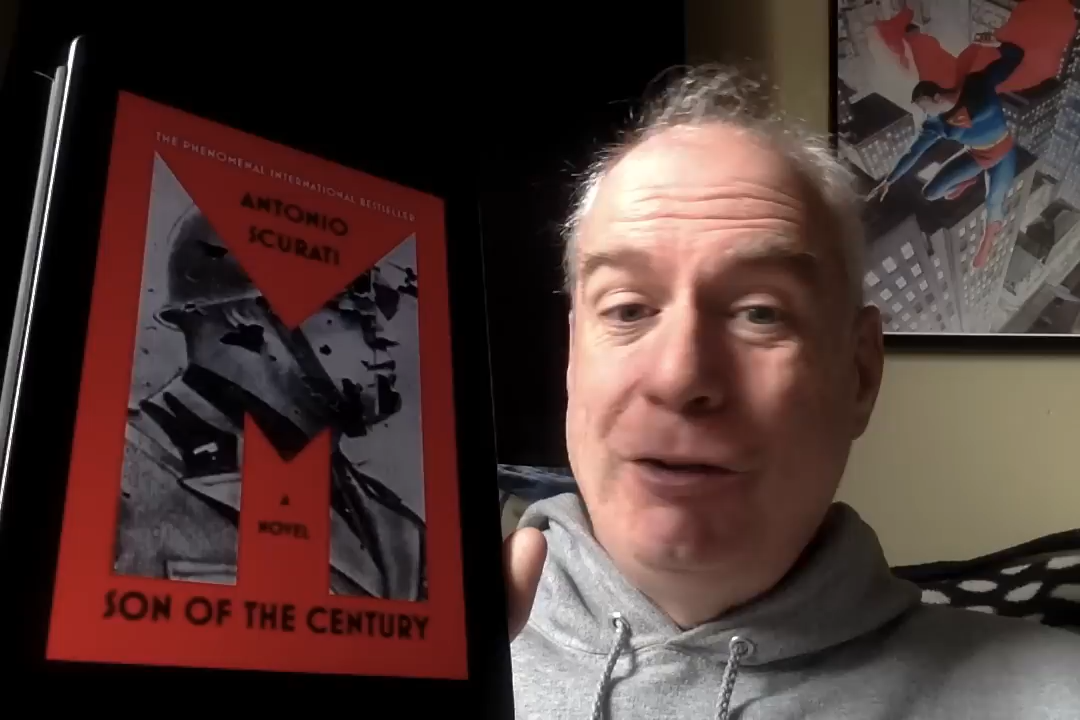 THE PHENOMENAL INTERNATIONAL BESTSELLER
ANTONIO
SCURATI
M
A
NOVEL
SON OF THE CENTURY